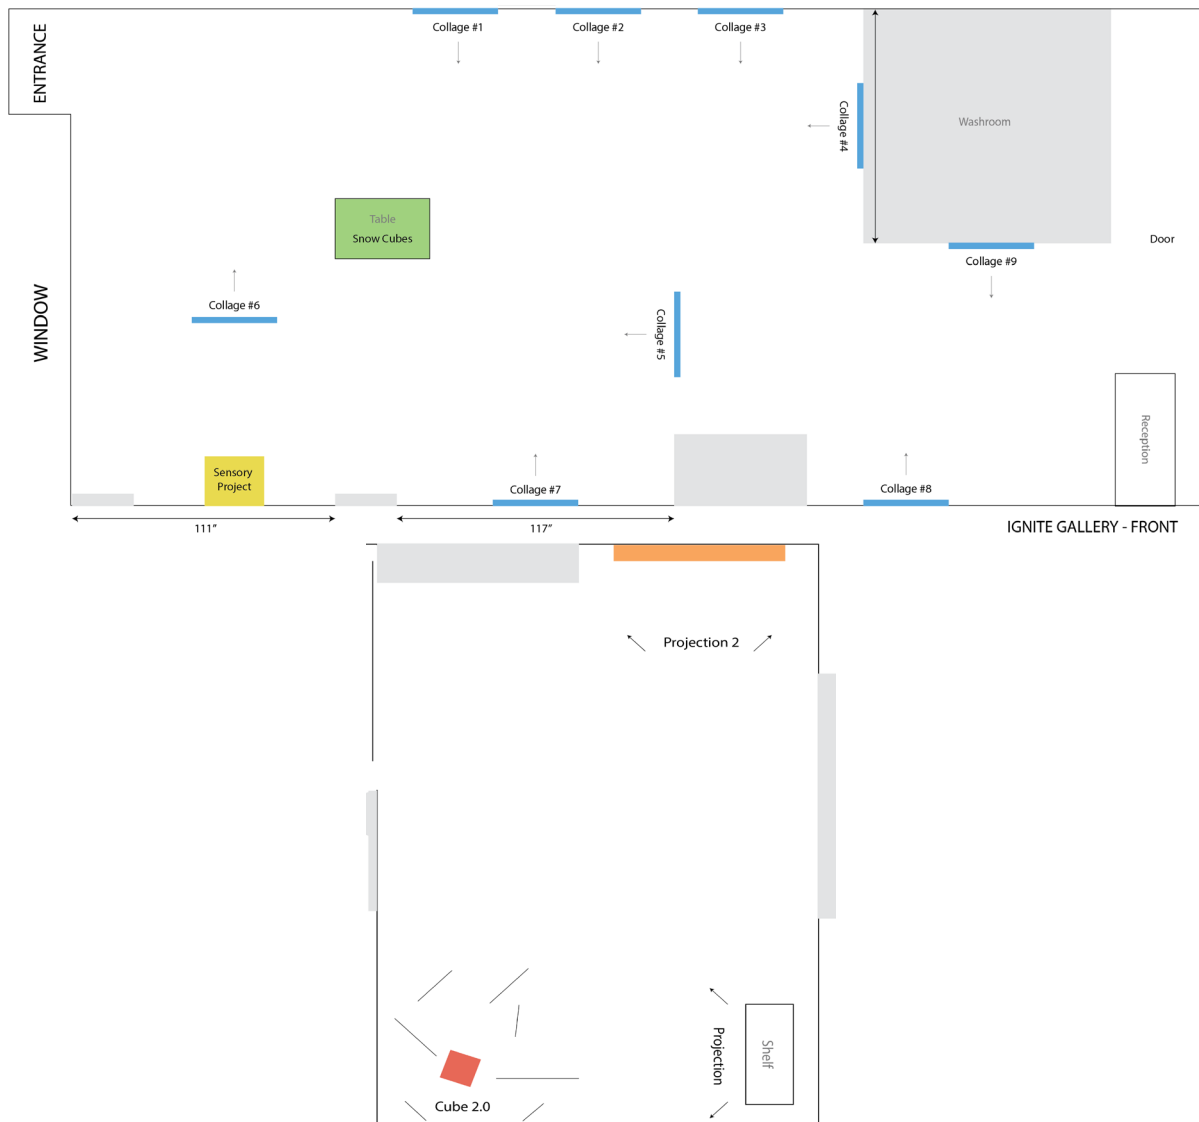 ENTRANCE
Collage #1
Collage #2
Collage #3
Collage #4
Washroom
Table
Snow Cubes
Door
Collage #9
WINDOW
Collage #6
Collage #5
Reception
Sensory
Project
Collage #7
Collage #8
111”
117”
IGNITE GALLERY - FRONT
Projection 2
Projection
Shelf
Cube 2.0